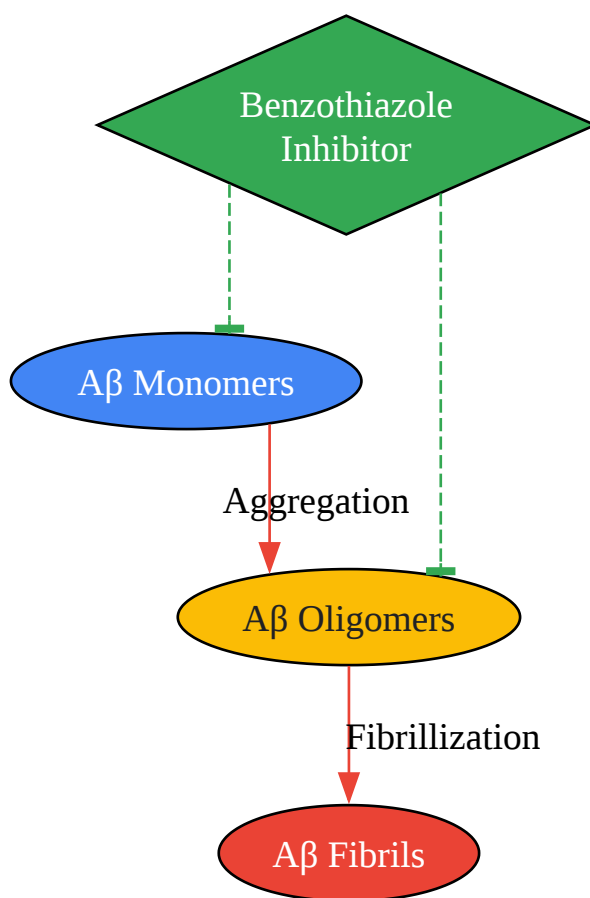 Benzothiazole
Inhibitor
Aβ Monomers
Aggregation
Aβ Oligomers
Fibrillization
Aβ Fibrils